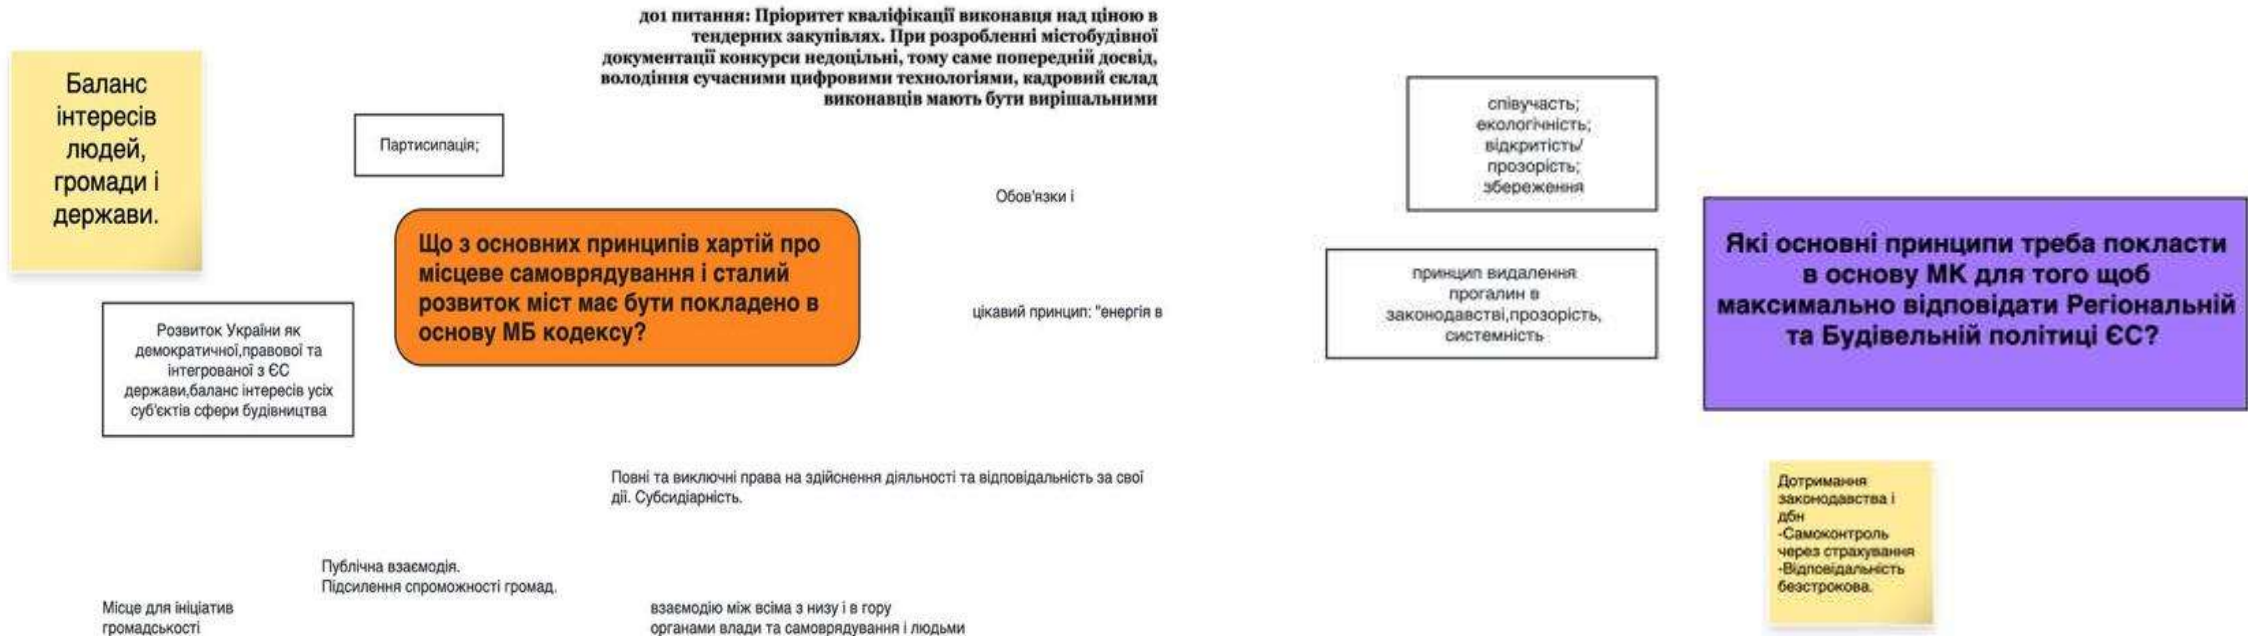 до1 питання: Пріоритет кваліфікації виконавця над ціною в
тендерних закупівлях. При розробленні містобудівної
документації конкурси недоцільні, тому саме попередній досвід,
володіння сучасними цифровими технологіями, кадровий склад
виконавців мають бути вирішальними
Баланс
інтересів
людей,
громади і
держави.
Партисипація;
Обов'язки і
Що з основних принципів хартій про
місцеве самоврядування і сталий
розвиток міст має бути покладено в
основу МБ кодексу?
цікавий принцип: "енергія в
Розвиток України як
демократичної,правової та
інтегрованої з ЄС
держави,баланс інтересів усіх
суб'єктів сфери будівництва
Повні та виключні права на здійснення діяльності та відповідальність за свої
дії. Субсидіарність.
Публічна взаємодія.
Підсилення спроможності громад.
Місце для ініціатив
громадськості
взаємодію між всіма з низу і в гору
органами влади та самоврядування і людьми
співучасть;
екологічність;
відкритість/
прозорість;
збереження
принцип видалення
прогалин в
законодавстві,прозорість,
системність
Які основні принципи треба покласти
в основу МК для того щоб
максимально відповідати Регіональній
та Будівельній політиці ЄС?
Дотримання
законодавства і
дбн
-Самоконтроль
через страхування
-Відповідальність
безстрокова.